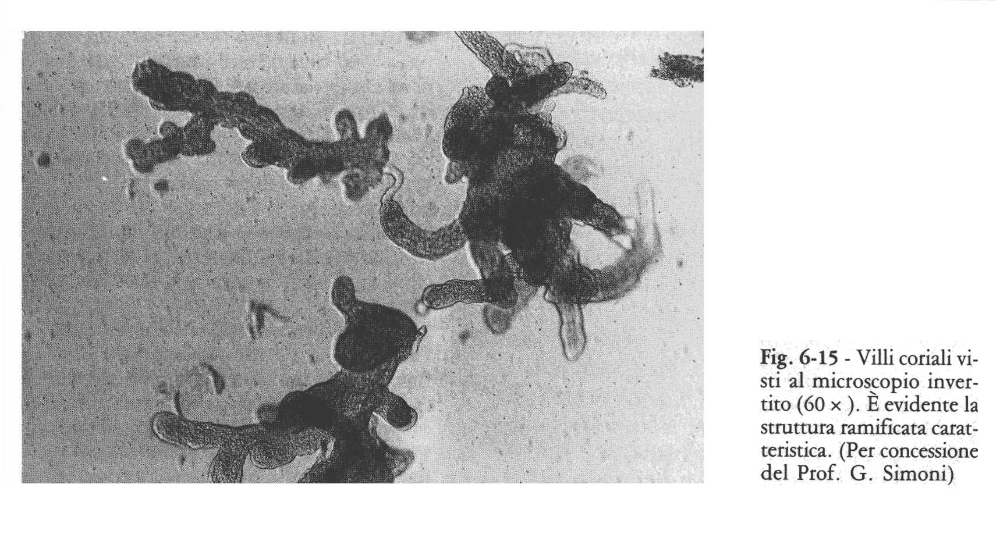 Fig. 6-15 - Villi coriali vi-
sti al microscopio inver-
tito (60 × ). È evidente la
struttura ramificata carat-
teristica. (Per concessione
del Prof. G. Simoni)